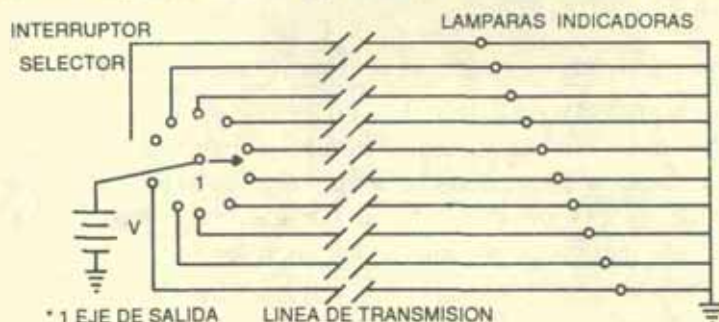 INTERRUPTOR
SELECTOR
LAMPARAS INDICADORAS
1
V
* 1 EJE DE SALIDA
LINEA DE TRANSMISION